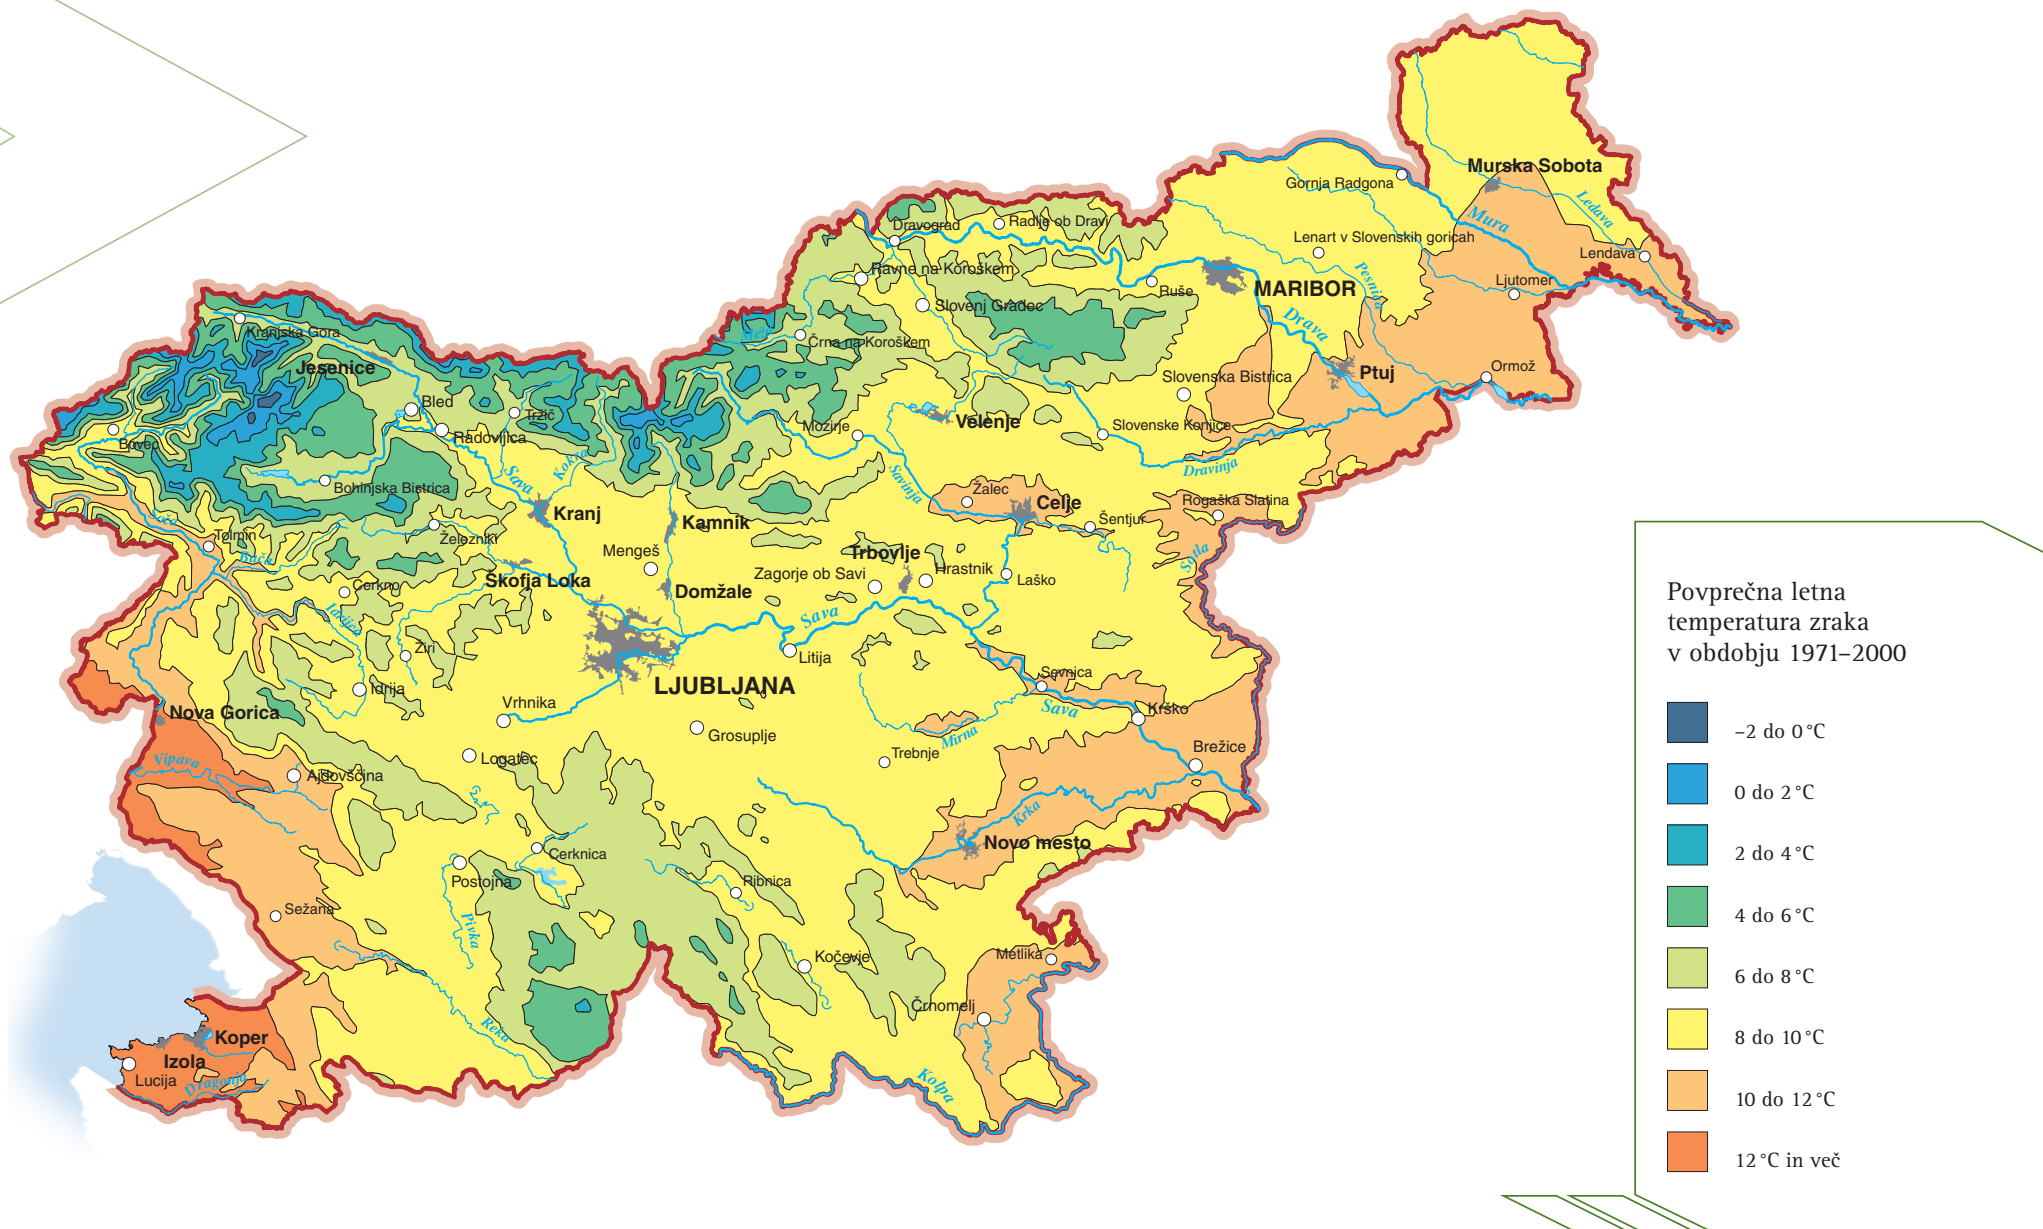 Murska Sobota
Gornja Radgona
Ledava
Mura
Dravograd
Radlje ob Dravi
Lenart v Slovenskih goricah
Lendava
Ravne na Koroškem
Pesnica
Ljutomer
Ruše
MARIBOR
Slovenj Gradec
Drava
Kranjska Gora
Meža
Črna na Koroškem
Jesenice
Ptuj
Ormož
Slovenska Bistrica
Bled
Tržič
Velenje
Mozirje
Slovenske Konjice
Bovec
Radovljica
Kokra
Sava
Savinja
Dravinja
Bohinjska Bistrica
Žalec
Celje
Rogaška Slatina
Kranj
Kamnik
Šentjur
Soča
Tolmin
Železniki
Mengeš
Trbovlje
Sotla
Bača
Hrastnik
Zagorje ob Savi
Laško
Škofja Loka
Cerkno
Domžale
Idrijca
Sava
Žiri
Litija
Sevnica
Idrija
LJUBLJANA
Vrhnika
Sava
Krško
Nova Gorica
Grosuplje
Mirna
Brežice
Trebnje
Logatec
Vipava
Ajdovščina
Krka
Novo mesto
Cerknica
Postojna
Ribnica
Sežana
Pivka
Kočevje
Metlika
Črnomelj
Reka
Koper
Izola
Lucija
Dragonja
Kolpa
Povprečna letna
temperatura zraka
v obdobju 1971–2000
–2 do 0 °C
0 do 2 °C
2 do 4 °C
4 do 6 °C
6 do 8 °C
8 do 10 °C
10 do 12 °C
12 °C in več